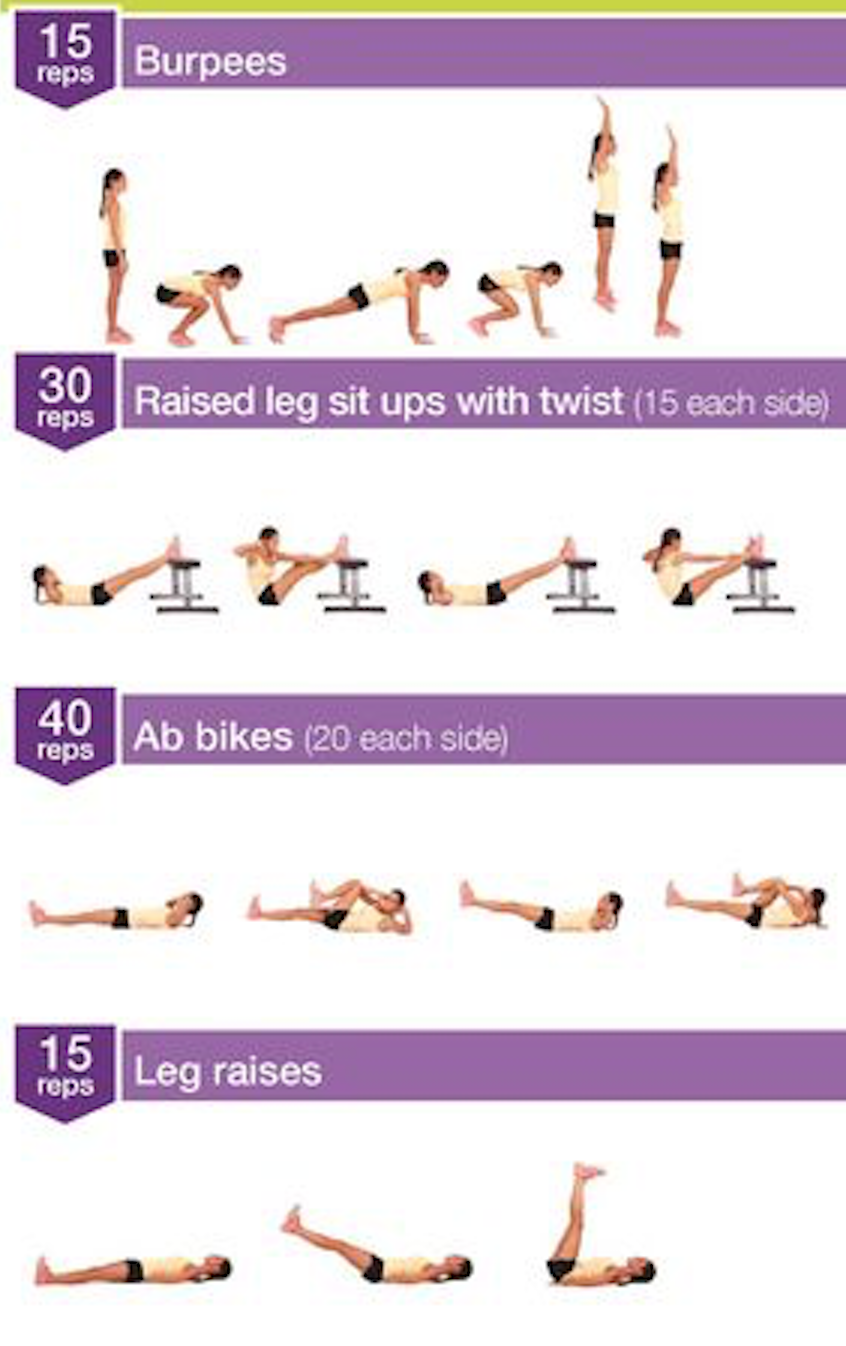 15
reps
Burpees
30
reps
Raised leg sit ups with twist (15 each side)
40
reps
Ab bikes (20 each side)
15
reps
Leg raises